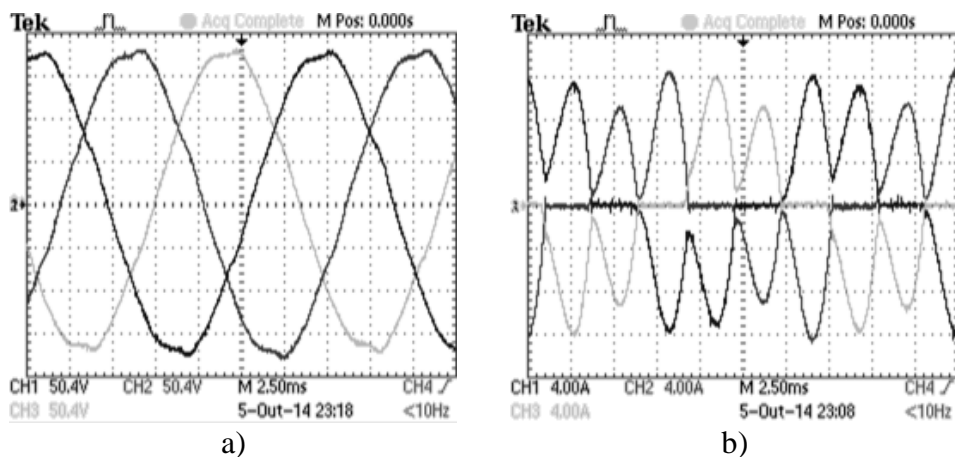 Tek Acq Complete M Pos: 0.000s
CH1 50.4V CH2 50.4V M 2.50ms CH4
CH3 50.4V 5-Out-14 23:18 <10Hz
a)
Tek Acq Complete M Pos: 0.000s
CH1 4.00A CH2 4.00A M 2.50ms CH4
CH3 4.00A 5-Out-14 23:08 <10Hz
b)